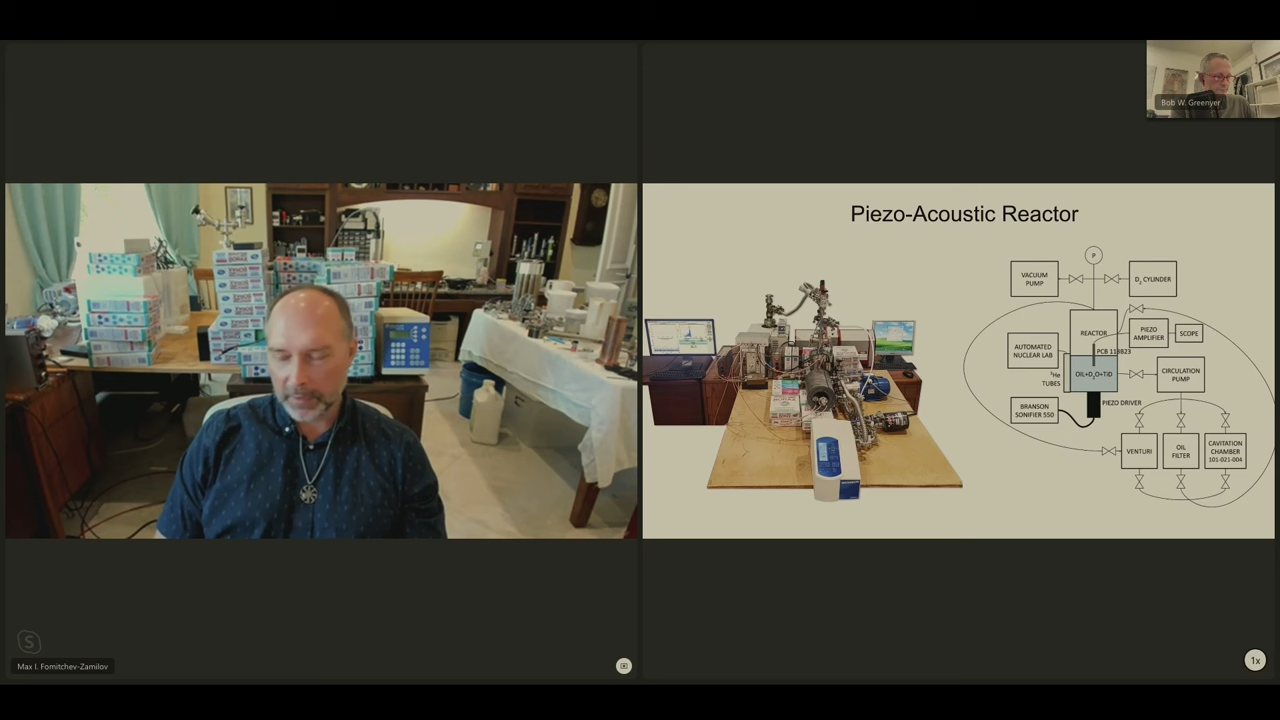 Piezo-Acoustic Reactor
Bob W. Greenyer
P
VACUUM
PUMP
D2 CYLINDER
REACTOR
PIEZO
AMPLIFIER
SCOPE
PCB 113B23
AUTOMATED
NUCLEAR LAB
³He
TUBES
OIL+D2O+TiD
CIRCULATION
PUMP
BRANSON
SONIFIER 550
PIEZO DRIVER
VENTURI
OIL
FILTER
CAVITATION
CHAMBER
101-021-004
S
Max I. Fomitchev-Zamilov
1x